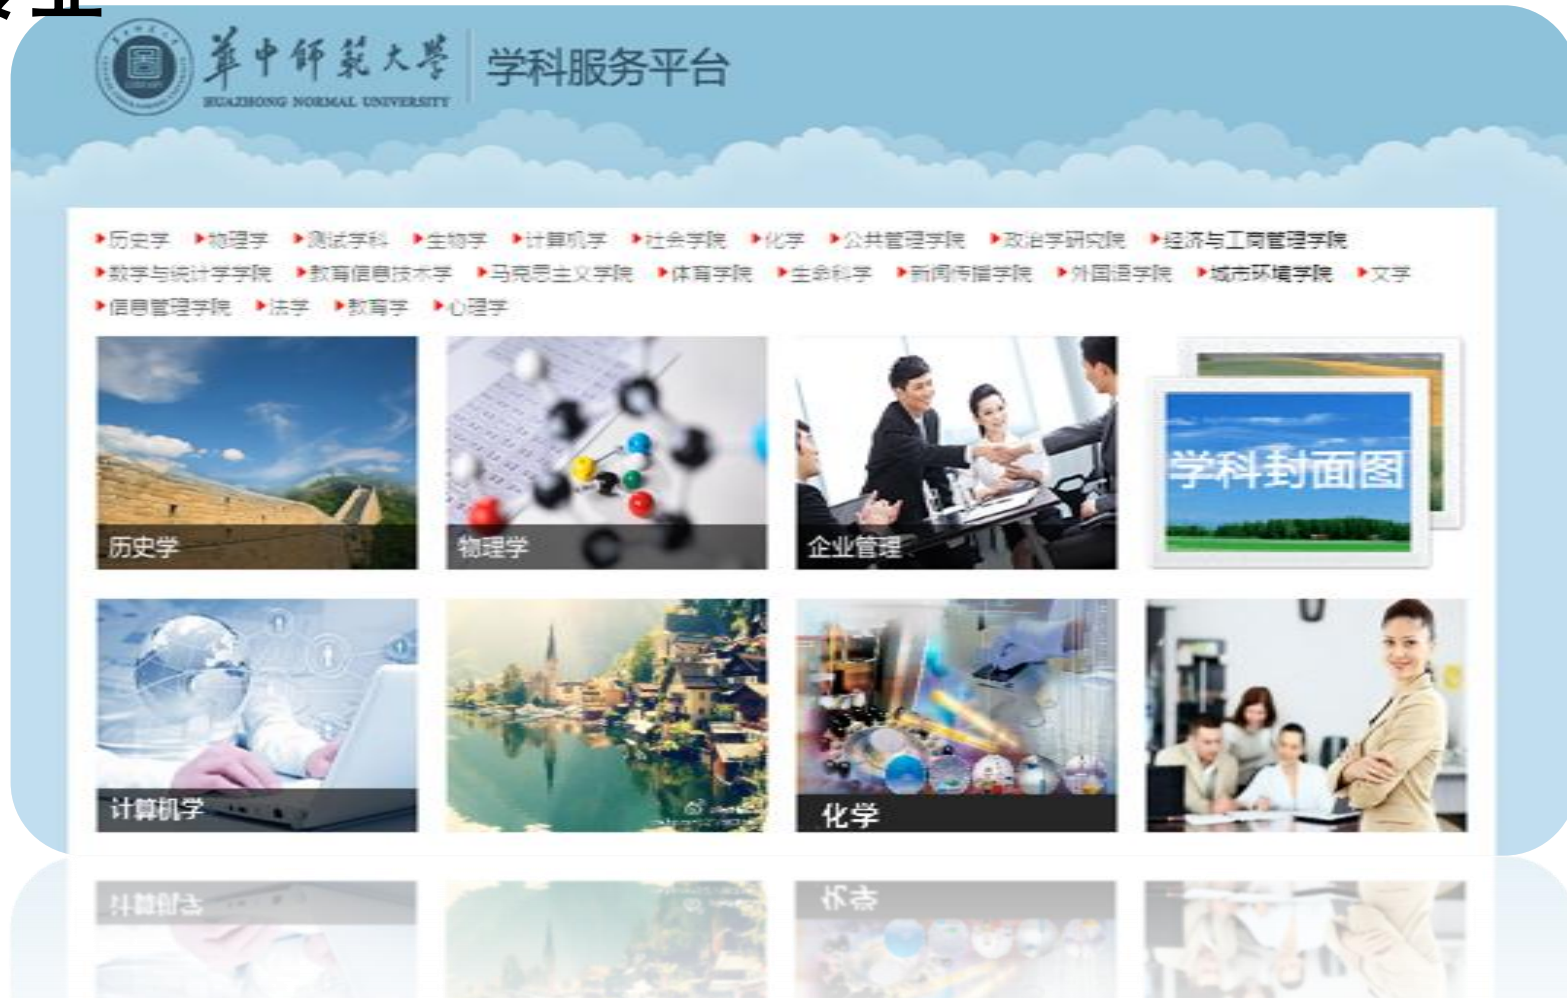 业
華中師範大學
HUAZHONG NORMAL UNIVERSITY
学科服务平台
历史学 物理学 测试学科 生物学 计算机学 社会学院 化学 公共管理学院 政治学研究院 经济与工商管理学院
数学与统计学学院 教育信息技术学 马克思主义学院 体育学院 生命科学 新闻传播学院 外国语学院 城市环境学院 文学
信息管理学院 法学 教育学 心理学
历史学
物理学
企业管理
学科封面图
计算机学
化学